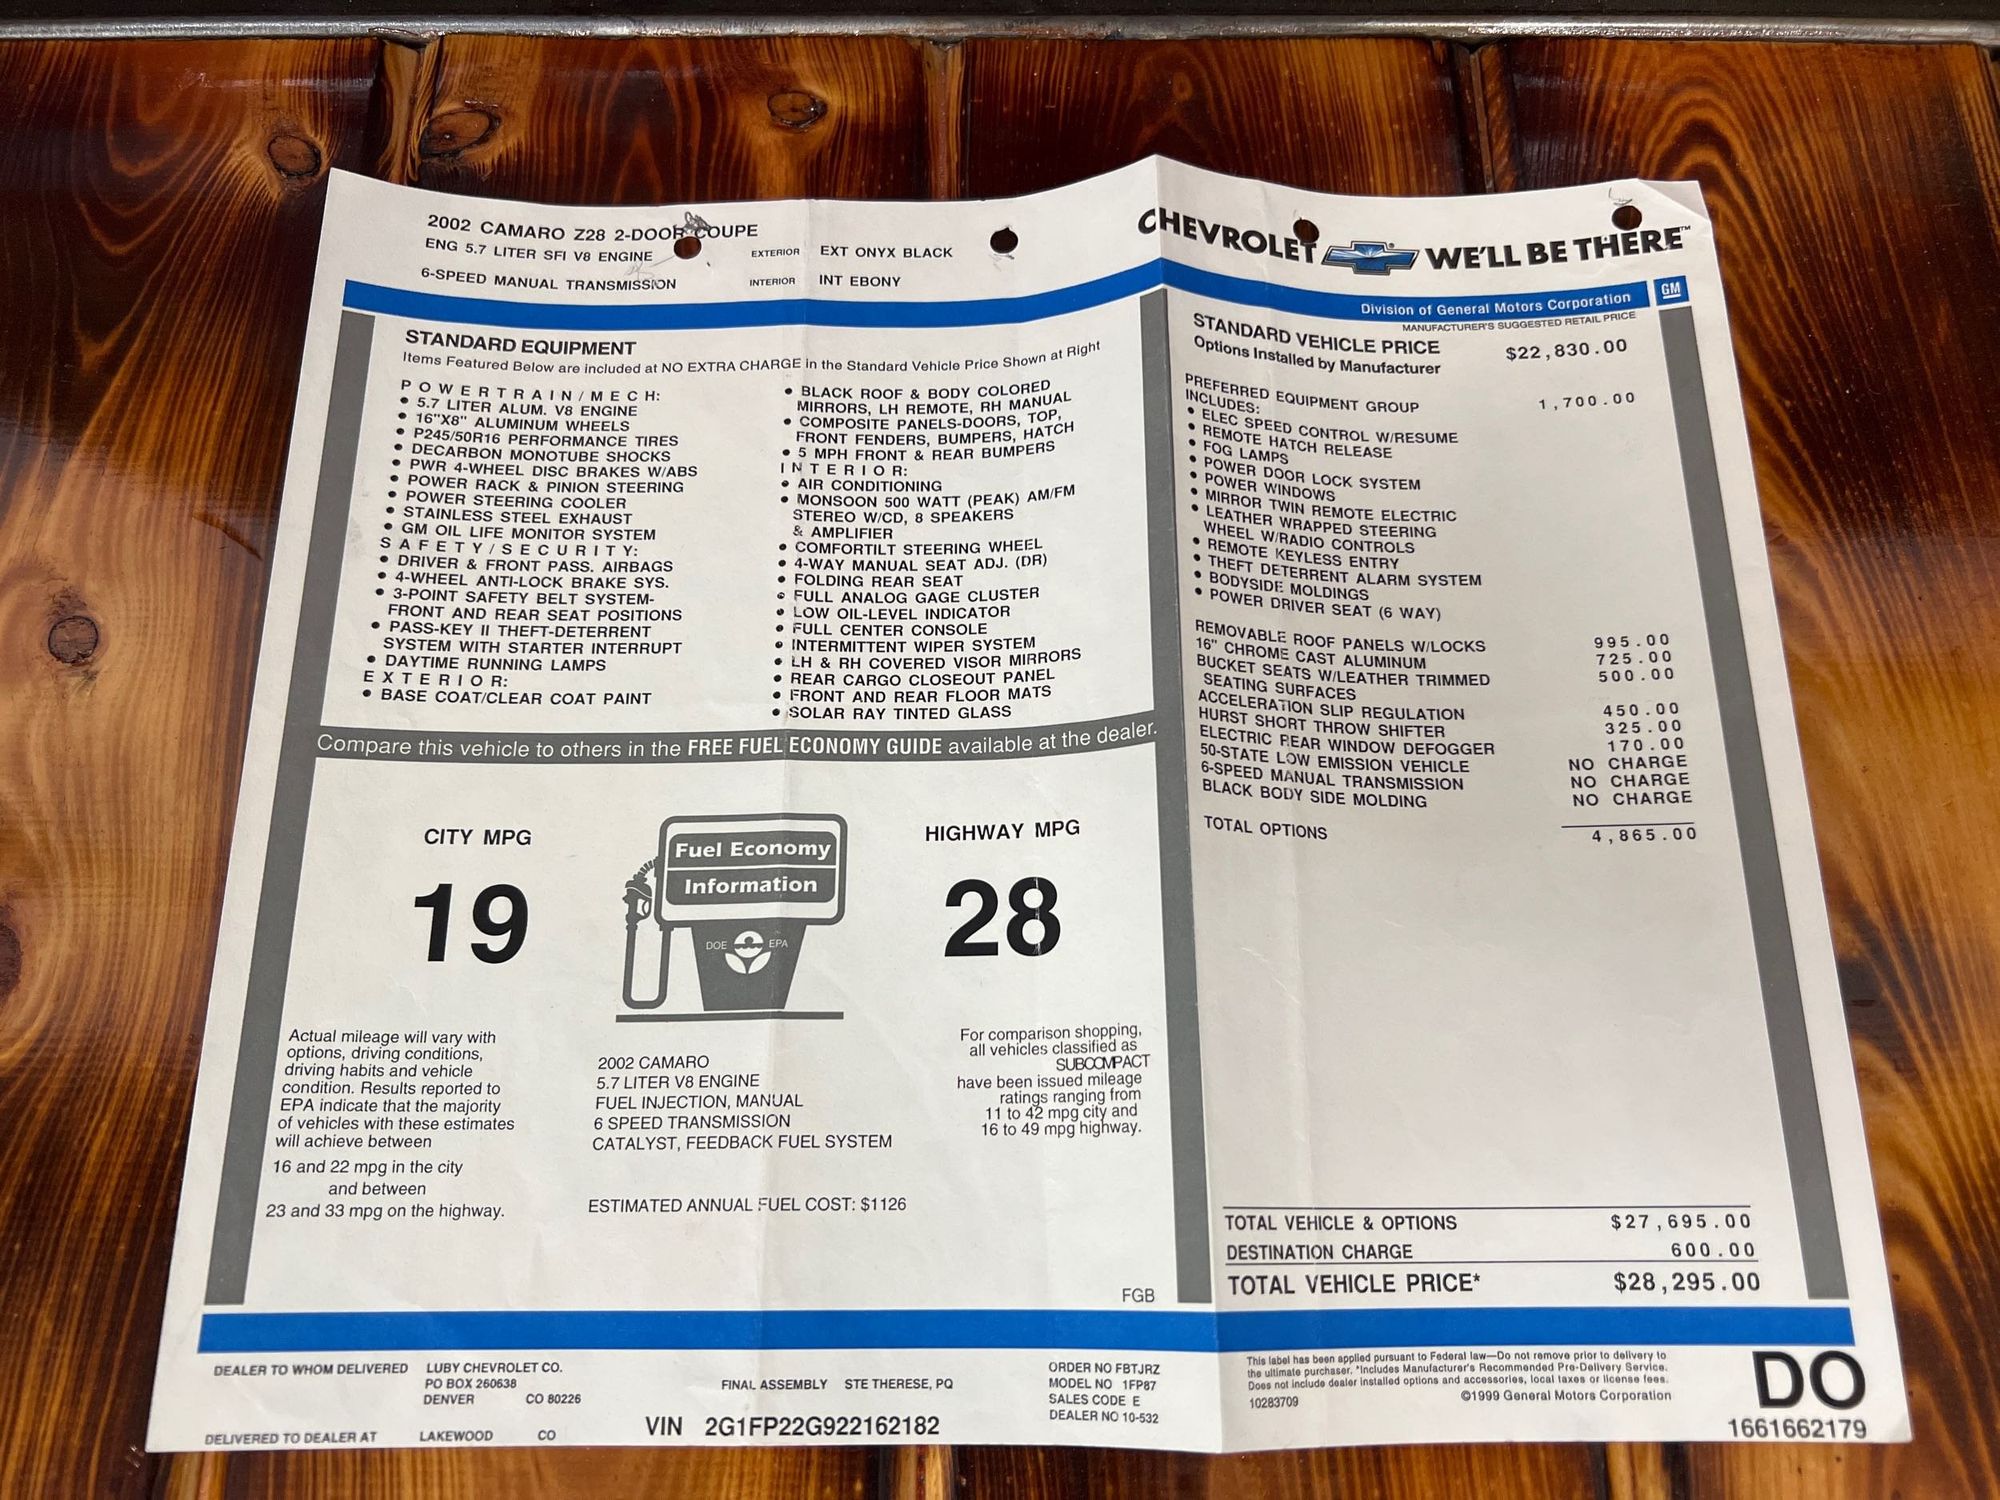 2002 CAMARO Z28 2-DOOR COUPE
ENG 5.7 LITER SFI V8 ENGINE
6-SPEED MANUAL TRANSMISSION
EXTERIOR EXT ONYX BLACK
INTERIOR INT EBONY
CHEVROLET WE'LL BE THERE™
Division of General Motors Corporation GM
STANDARD EQUIPMENT
Items Featured Below are included at NO EXTRA CHARGE in the Standard Vehicle Price Shown at Right
POWERTRAIN/MECH:
• 5.7 LITER ALUM. V8 ENGINE
• 16"X8" ALUMINUM WHEELS
• P245/50R16 PERFORMANCE TIRES
• DECARBON MONOTUBE SHOCKS
• PWR 4-WHEEL DISC BRAKES W/ABS
• POWER RACK & PINION STEERING
• POWER STEERING COOLER
• STAINLESS STEEL EXHAUST
• GM OIL LIFE MONITOR SYSTEM
SAFETY/SECURITY:
• DRIVER & FRONT PASS. AIRBAGS
• 4-WHEEL ANTI-LOCK BRAKE SYS.
• 3-POINT SAFETY BELT SYSTEM-
FRONT AND REAR SEAT POSITIONS
• PASS-KEY II THEFT-DETERRENT
SYSTEM WITH STARTER INTERRUPT
• DAYTIME RUNNING LAMPS
EXTERIOR:
• BASE COAT/CLEAR COAT PAINT
• BLACK ROOF & BODY COLORED
MIRRORS, LH REMOTE, RH MANUAL
• COMPOSITE PANELS-DOORS, TOP,
FRONT FENDERS, BUMPERS, HATCH
• 5 MPH FRONT & REAR BUMPERS
INTERIOR:
• AIR CONDITIONING
• MONSOON 500 WATT (PEAK) AM/FM
STEREO W/CD, 8 SPEAKERS
& AMPLIFIER
• COMFORTILT STEERING WHEEL
• 4-WAY MANUAL SEAT ADJ. (DR)
• FOLDING REAR SEAT
• FULL ANALOG GAGE CLUSTER
• LOW OIL-LEVEL INDICATOR
• FULL CENTER CONSOLE
• INTERMITTENT WIPER SYSTEM
• LH & RH COVERED VISOR MIRRORS
• REAR CARGO CLOSEOUT PANEL
• FRONT AND REAR FLOOR MATS
• SOLAR RAY TINTED GLASS
MANUFACTURER'S SUGGESTED RETAIL PRICE
STANDARD VEHICLE PRICE $22,830.00
Options Installed by Manufacturer
PREFERRED EQUIPMENT GROUP 1,700.00
INCLUDES:
• ELEC SPEED CONTROL W/RESUME
• REMOTE HATCH RELEASE
• FOG LAMPS
• POWER DOOR LOCK SYSTEM
• POWER WINDOWS
• MIRROR TWIN REMOTE ELECTRIC
• LEATHER WRAPPED STEERING
WHEEL W/RADIO CONTROLS
• REMOTE KEYLESS ENTRY
• THEFT DETERRENT ALARM SYSTEM
• BODYSIDE MOLDINGS
• POWER DRIVER SEAT (6 WAY)
REMOVABLE ROOF PANELS W/LOCKS 995.00
16" CHROME CAST ALUMINUM 725.00
BUCKET SEATS W/LEATHER TRIMMED 500.00
SEATING SURFACES
ACCELERATION SLIP REGULATION 450.00
HURST SHORT THROW SHIFTER 325.00
ELECTRIC REAR WINDOW DEFOGGER 170.00
50-STATE LOW EMISSION VEHICLE NO CHARGE
6-SPEED MANUAL TRANSMISSION NO CHARGE
BLACK BODY SIDE MOLDING NO CHARGE
TOTAL OPTIONS 4,865.00
Compare this vehicle to others in the FREE FUEL ECONOMY GUIDE available at the dealer.
CITY MPG
19
Fuel Economy
Information
DOE EPA
HIGHWAY MPG
28
Actual mileage will vary with
options, driving conditions,
driving habits and vehicle
condition. Results reported to
EPA indicate that the majority
of vehicles with these estimates
will achieve between
16 and 22 mpg in the city
and between
23 and 33 mpg on the highway.
2002 CAMARO
5.7 LITER V8 ENGINE
FUEL INJECTION, MANUAL
6 SPEED TRANSMISSION
CATALYST, FEEDBACK FUEL SYSTEM
ESTIMATED ANNUAL FUEL COST: $1126
For comparison shopping,
all vehicles classified as
SUBCOMPACT
have been issued mileage
ratings ranging from
11 to 42 mpg city and
16 to 49 mpg highway.
FGB
TOTAL VEHICLE & OPTIONS $27,695.00
DESTINATION CHARGE 600.00
TOTAL VEHICLE PRICE* $28,295.00
DEALER TO WHOM DELIVERED LUBY CHEVROLET CO.
PO BOX 260638
DENVER CO 80226
DELIVERED TO DEALER AT LAKEWOOD CO
FINAL ASSEMBLY STE THERESE, PQ
VIN 2G1FP22G922162182
ORDER NO FBTJRZ
MODEL NO 1FP87
SALES CODE E
DEALER NO 10-532
This label has been applied pursuant to Federal law—Do not remove prior to delivery to
the ultimate purchaser. *Includes Manufacturer's Recommended Pre-Delivery Service.
Does not include dealer installed options and accessories, local taxes or license fees.
10283709 ©1999 General Motors Corporation
DO
1661662179